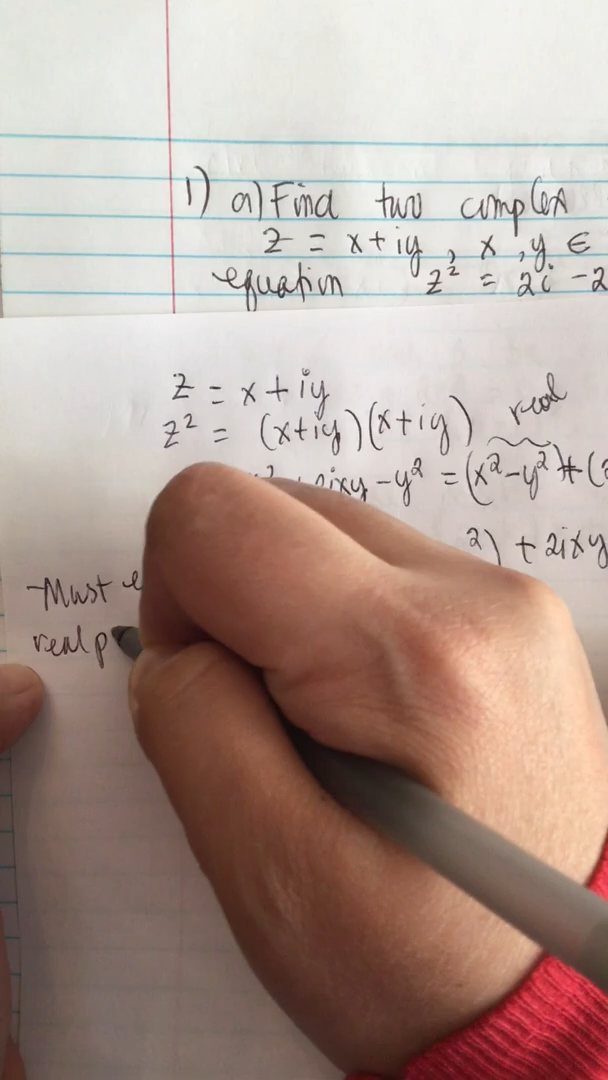 1) a) Find two complex
z = x + iy , x , y ∈
equation z² = 2i - 2
z = x + iy
z² = (x+iy)(x+iy) real
2ixy - y² = (x² - y²) + (2
2) + 2ixy
- Must e
real p